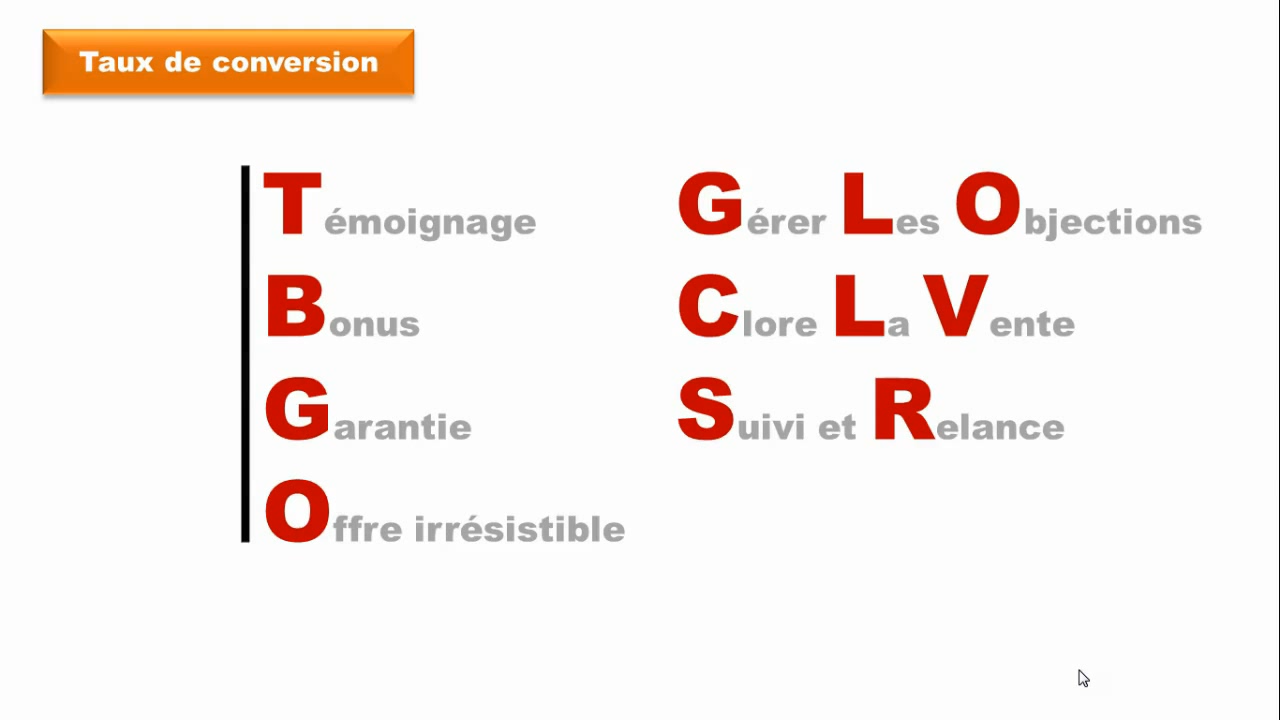 Taux de conversion
Témoignage
Bonus
Garantie
Offre irrésistible
Gérer Les Objections
Clore La Vente
Suivi et Relance